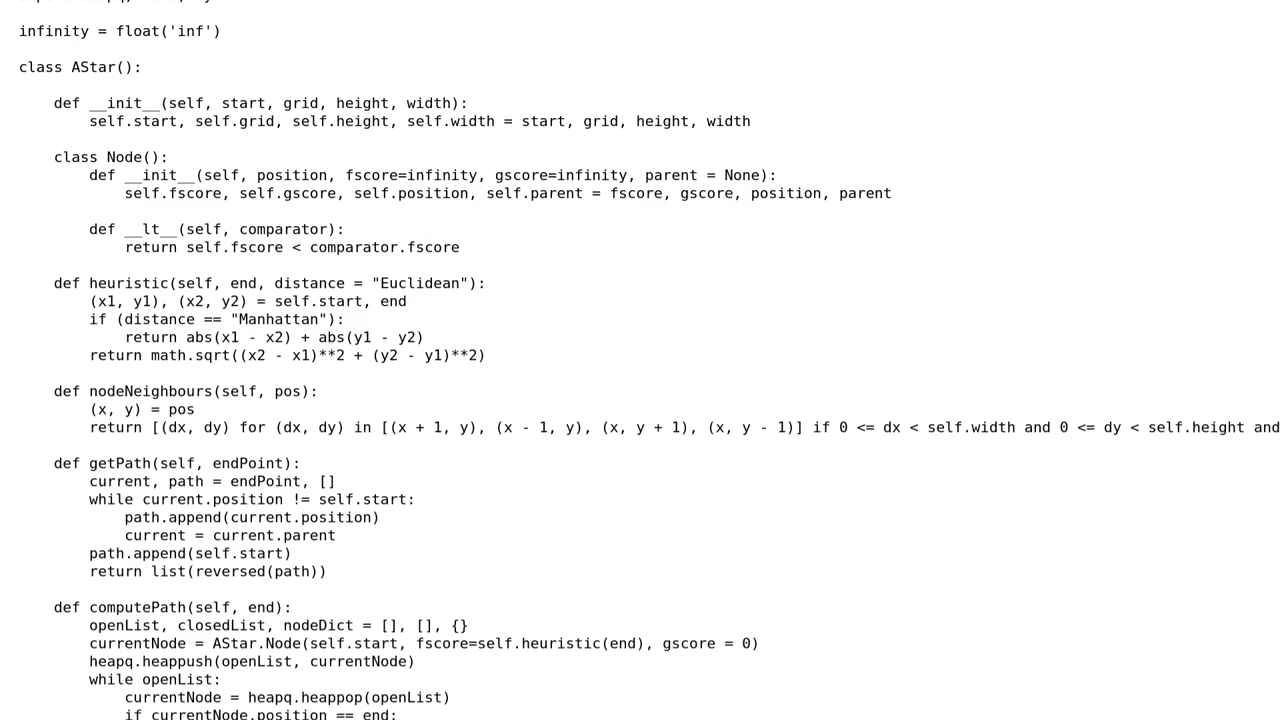 infinity = float('inf')
class AStar():
def __init__(self, start, grid, height, width):
self.start, self.grid, self.height, self.width = start, grid, height, width
class Node():
def __init__(self, position, fscore=infinity, gscore=infinity, parent = None):
self.fscore, self.gscore, self.position, self.parent = fscore, gscore, position, parent
def __lt__(self, comparator):
return self.fscore < comparator.fscore
def heuristic(self, end, distance = "Euclidean"):
(x1, y1), (x2, y2) = self.start, end
if (distance == "Manhattan"):
return abs(x1 - x2) + abs(y1 - y2)
return math.sqrt((x2 - x1)**2 + (y2 - y1)**2)
def nodeNeighbours(self, pos):
(x, y) = pos
return [(dx, dy) for (dx, dy) in [(x + 1, y), (x - 1, y), (x, y + 1), (x, y - 1)] if 0 <= dx < self.width and 0 <= dy < self.height and
def getPath(self, endPoint):
current, path = endPoint, []
while current.position != self.start:
path.append(current.position)
current = current.parent
path.append(self.start)
return list(reversed(path))
def computePath(self, end):
openList, closedList, nodeDict = [], [], {}
currentNode = AStar.Node(self.start, fscore=self.heuristic(end), gscore = 0)
heapq.heappush(openList, currentNode)
while openList:
currentNode = heapq.heappop(openList)
if currentNode.position == end: